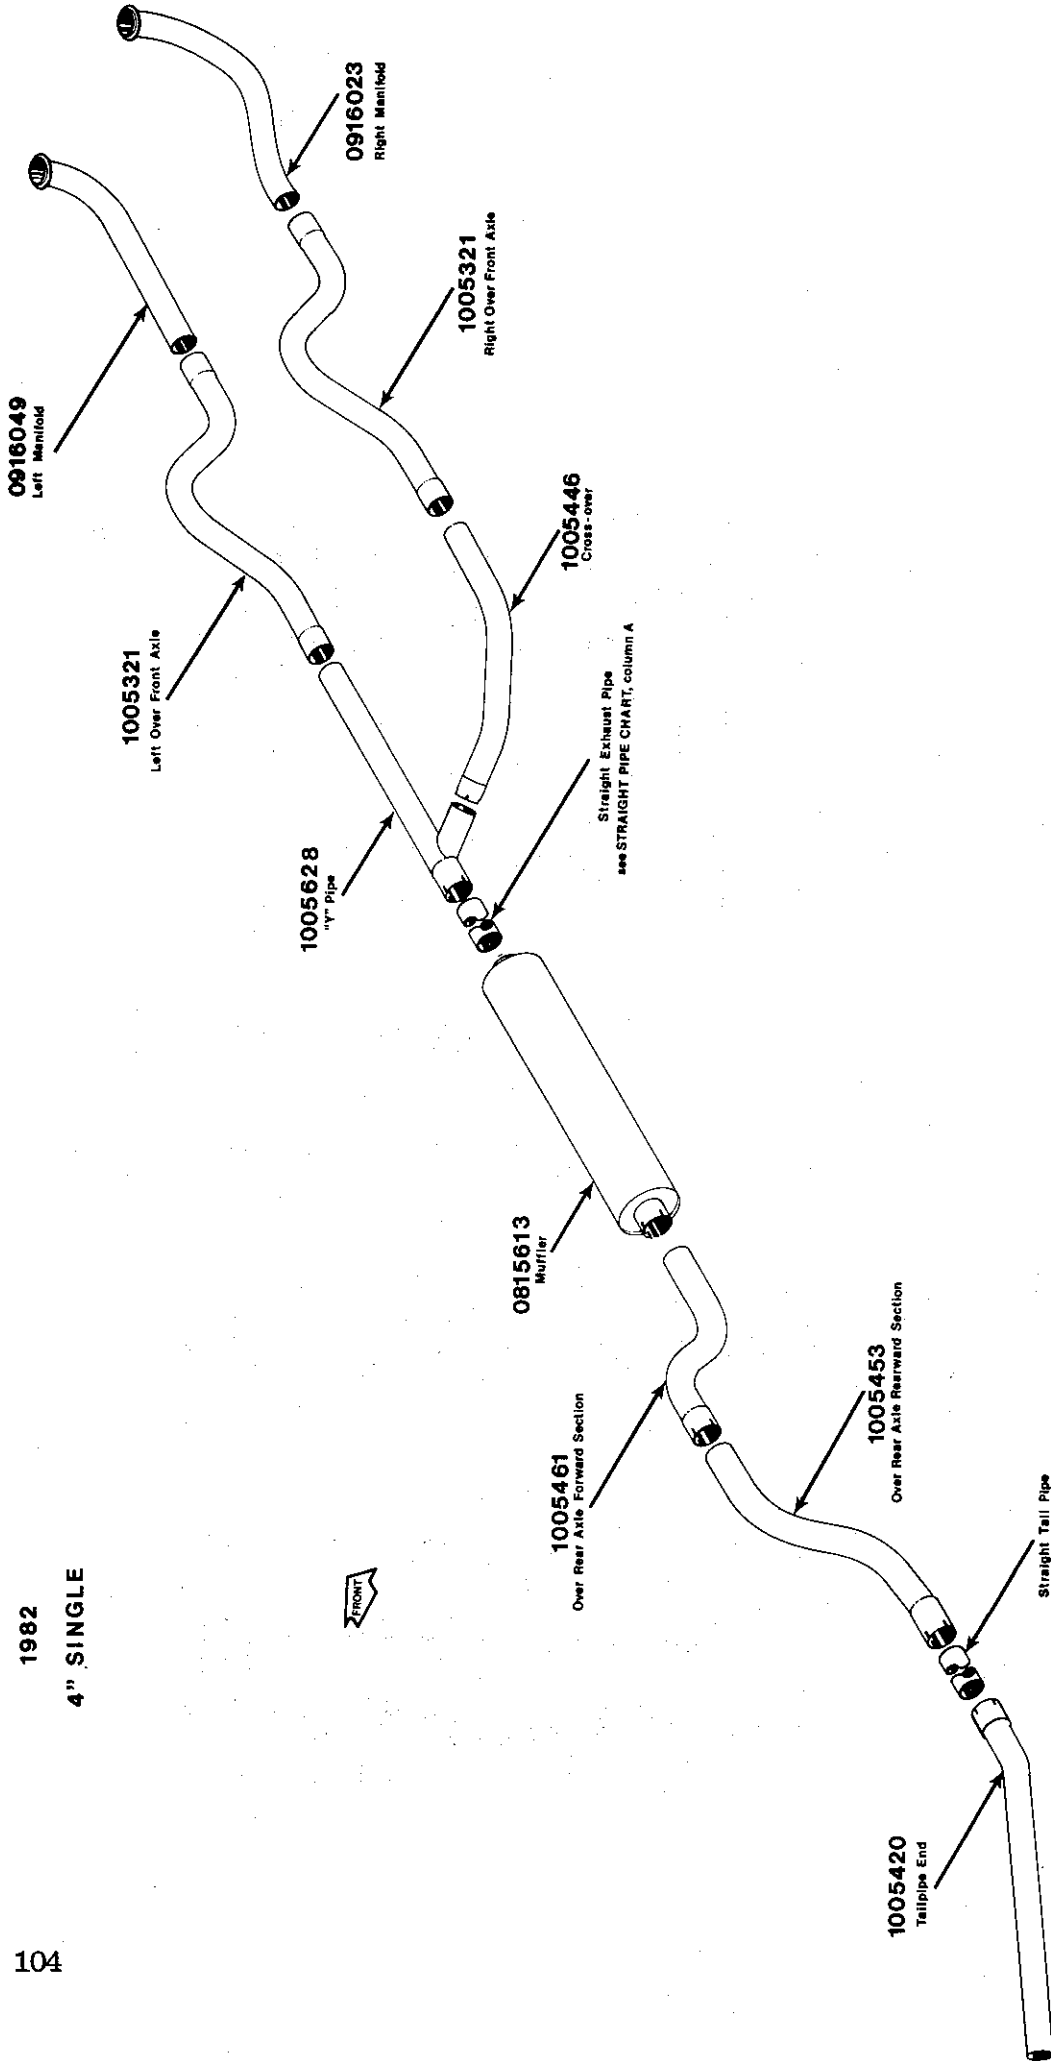 104
1982
4" SINGLE
FRONT
0916049
Left Manifold
0916023
Right Manifold
1005321
Left Over Front Axle
1005321
Right Over Front Axle
1005628
"Y" Pipe
1005446
Cross-over
Straight Exhaust Pipe
see STRAIGHT PIPE CHART, column A
0815613
Muffler
1005461
Over Rear Axle Forward Section
1005453
Over Rear Axle Rearward Section
Straight Tail Pipe
1005420
Tailpipe End